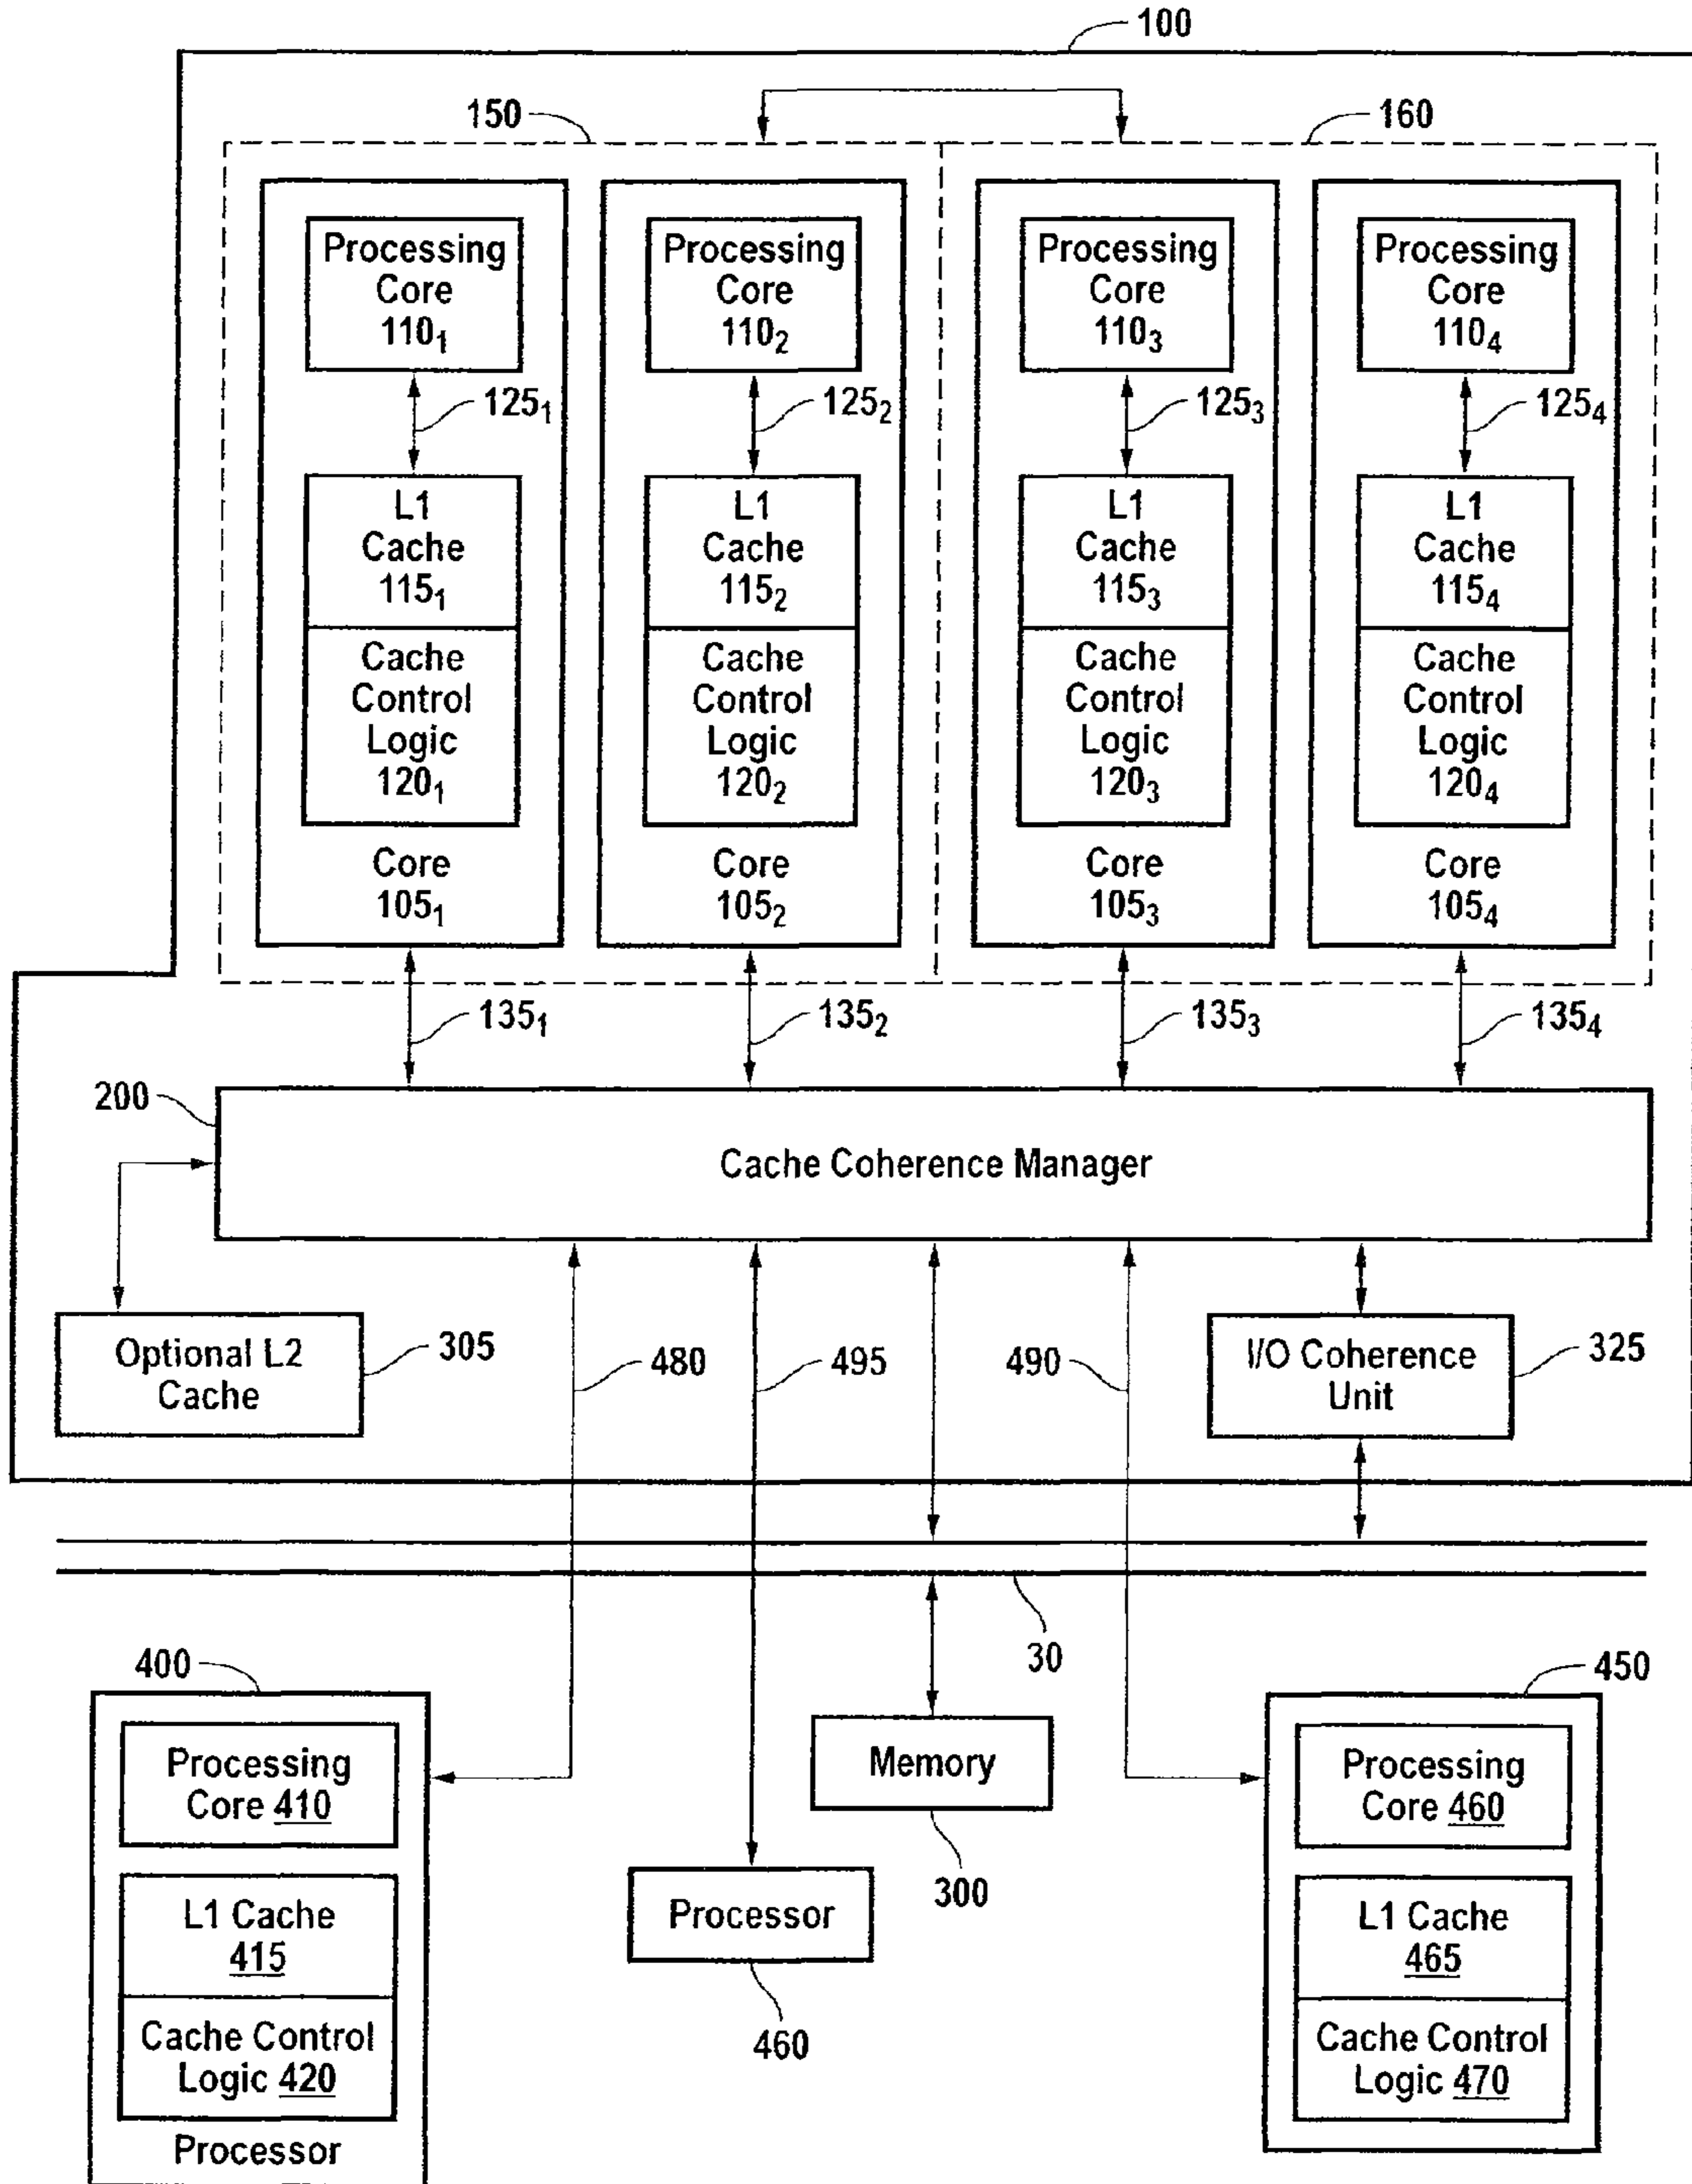 100
150
160
Processing
Core
110₁
Processing
Core
110₂
Processing
Core
110₃
Processing
Core
110₄
125₁
125₂
125₃
125₄
L1
Cache
115₁
L1
Cache
115₂
L1
Cache
115₃
L1
Cache
115₄
Cache
Control
Logic
120₁
Cache
Control
Logic
120₂
Cache
Control
Logic
120₃
Cache
Control
Logic
120₄
Core
105₁
Core
105₂
Core
105₃
Core
105₄
135₁
135₂
135₃
135₄
200
Cache Coherence Manager
Optional L2
Cache
305
480
495
490
I/O Coherence
Unit
325
30
400
Processing
Core 410
L1 Cache
415
Cache Control
Logic 420
Processor
Memory
300
Processor
460
450
Processing
Core 460
L1 Cache
465
Cache Control
Logic 470